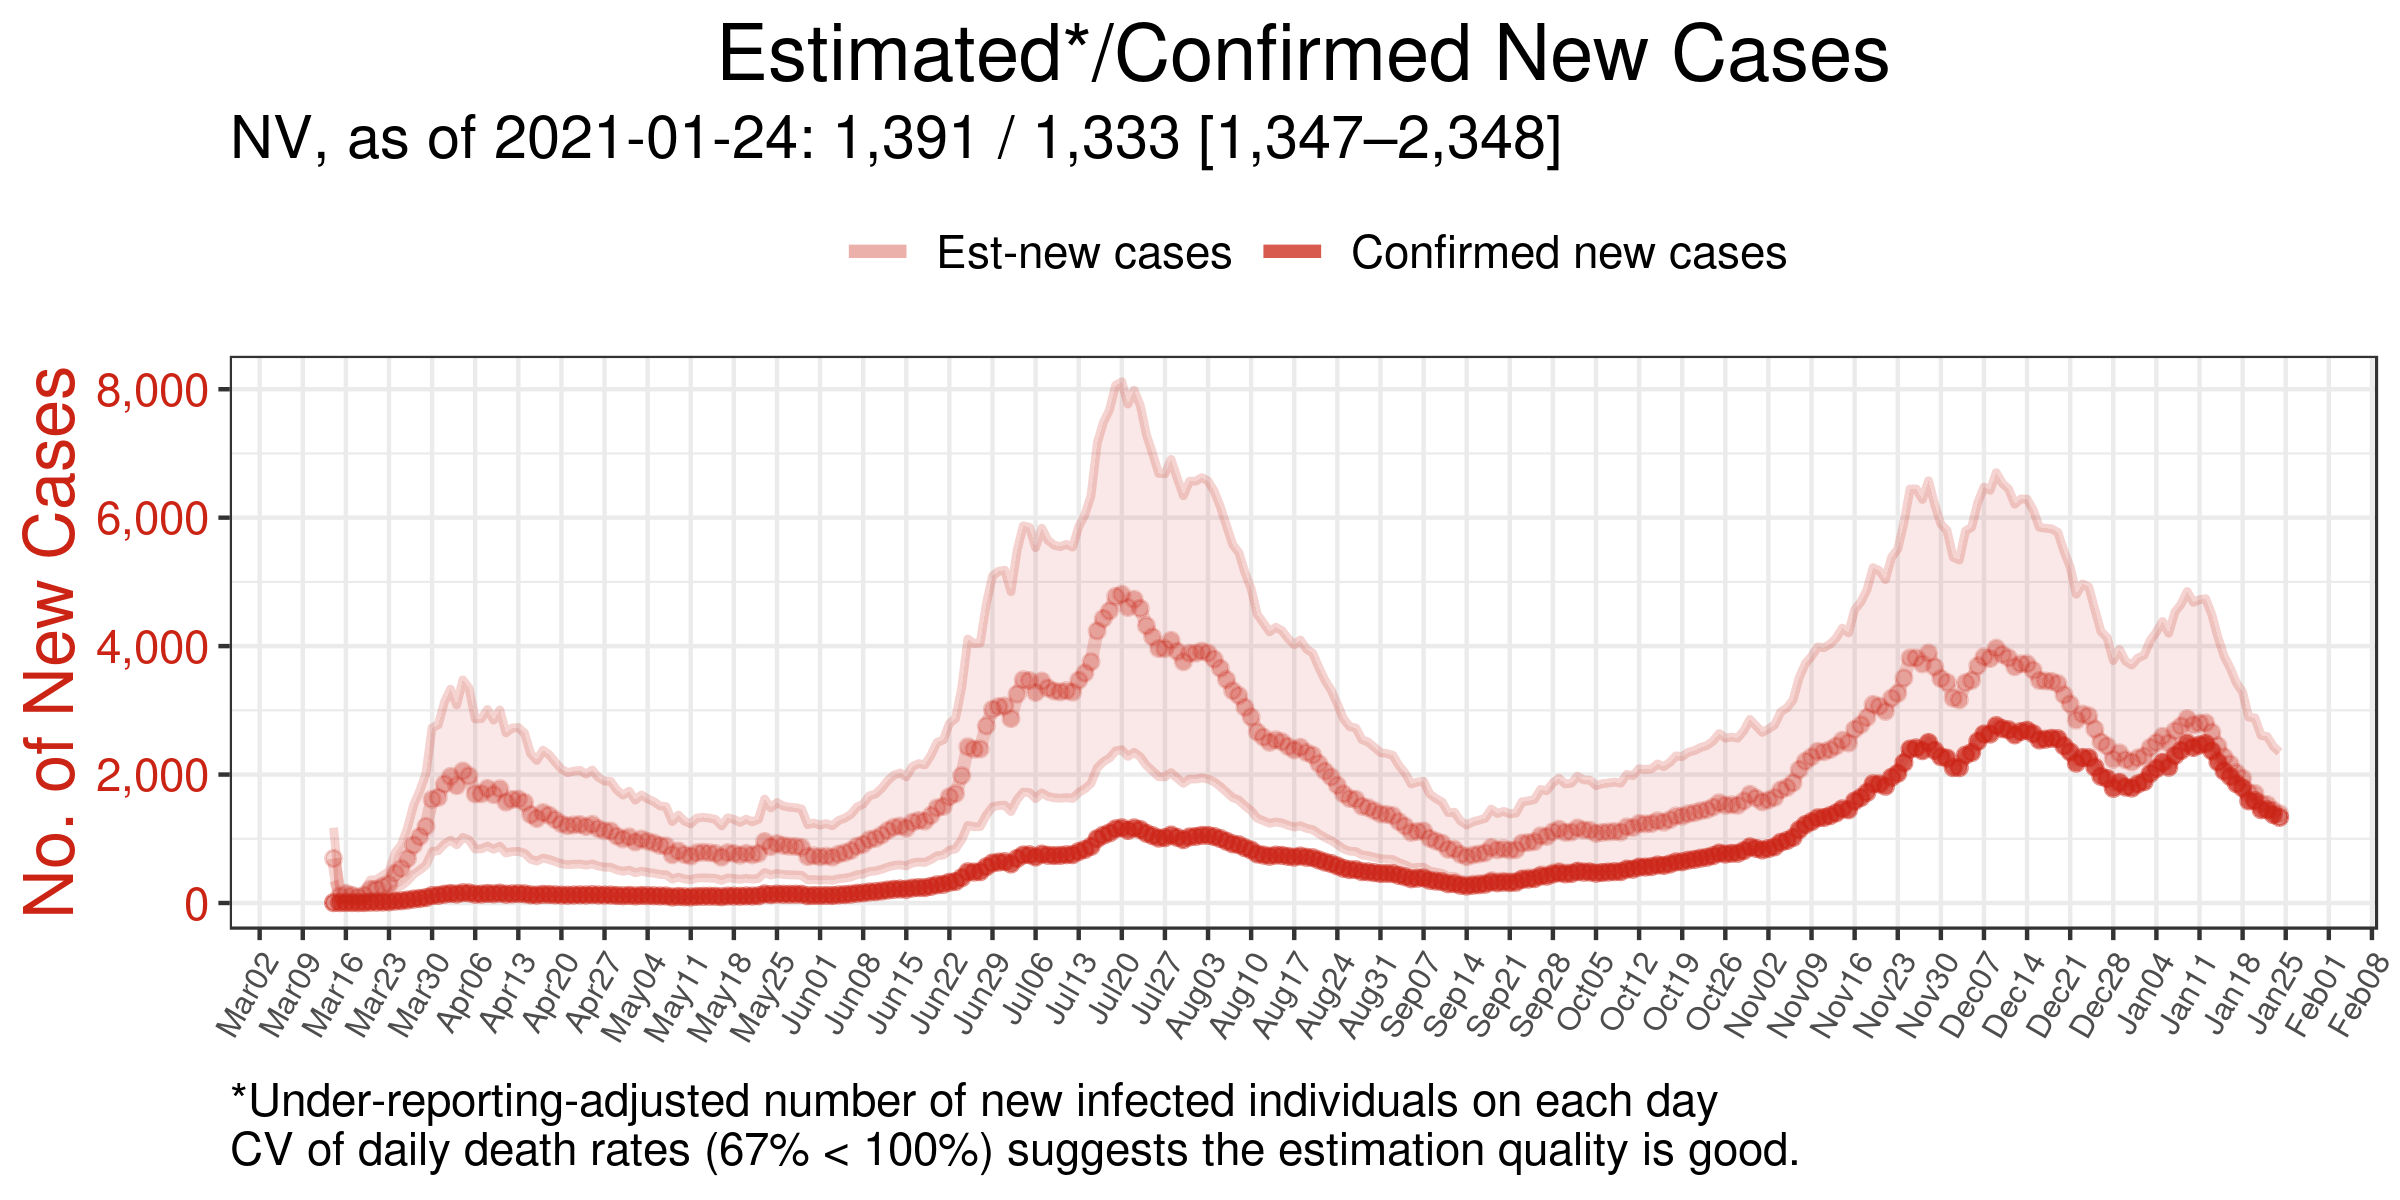 Estimated*/Confirmed New Cases
NV, as of 2021-01-24: 1,391 / 1,333 [1,347–2,348]
Est-new cases
Confirmed new cases
No. of New Cases
8,000
6,000
4,000
2,000
0
Mar02
Mar09
Mar16
Mar23
Mar30
Apr06
Apr13
Apr20
Apr27
May04
May11
May18
May25
Jun01
Jun08
Jun15
Jun22
Jun29
Jul06
Jul13
Jul20
Jul27
Aug03
Aug10
Aug17
Aug24
Aug31
Sep07
Sep14
Sep21
Sep28
Oct05
Oct12
Oct19
Oct26
Nov02
Nov09
Nov16
Nov23
Nov30
Dec07
Dec14
Dec21
Dec28
Jan04
Jan11
Jan18
Jan25
Feb01
Feb08
*Under-reporting-adjusted number of new infected individuals on each day
CV of daily death rates (67% < 100%) suggests the estimation quality is good.